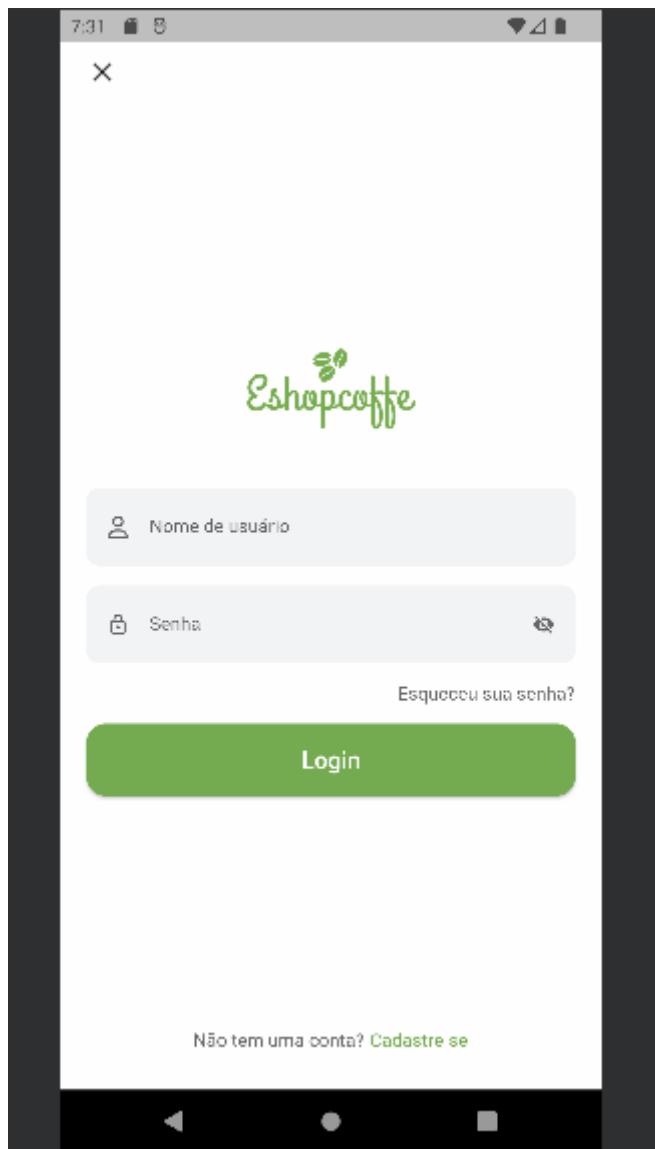 7:31
Eshopcoffe
Nome de usuário
Senha
Esqueceu sua senha?
Login
Não tem uma conta? Cadastre se